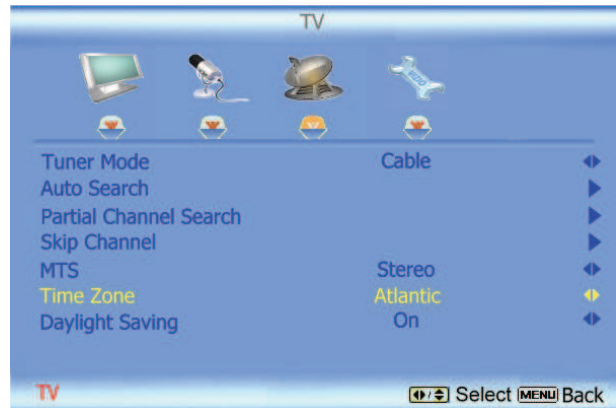 TV
Tuner Mode Cable
Auto Search
Partial Channel Search
Skip Channel
MTS Stereo
Time Zone Atlantic
Daylight Saving On
TV Select MENU Back